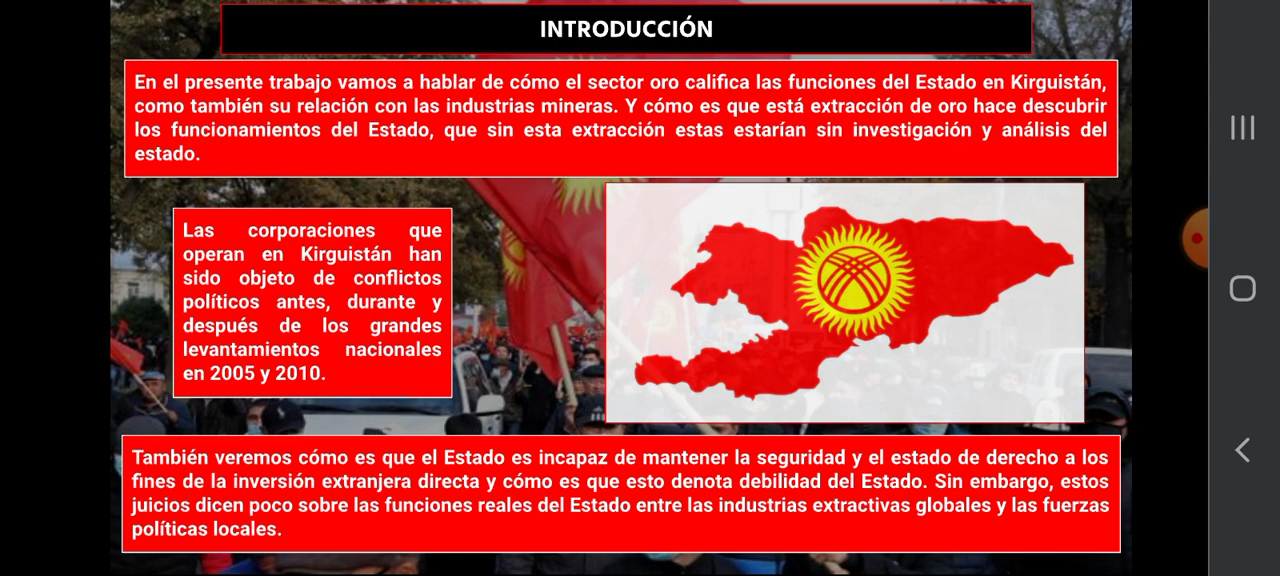 INTRODUCCIÓN
En el presente trabajo vamos a hablar de cómo el sector oro califica las funciones del Estado en Kirguistán,
como también su relación con las industrias mineras. Y cómo es que está extracción de oro hace descubrir
los funcionamientos del Estado, que sin esta extracción estas estarían sin investigación y análisis del
estado.
Las corporaciones que
operan en Kirguistán han
sido objeto de conflictos
políticos antes, durante y
después de los grandes
levantamientos nacionales
en 2005 y 2010.
También veremos cómo es que el Estado es incapaz de mantener la seguridad y el estado de derecho a los
fines de la inversión extranjera directa y cómo es que esto denota debilidad del Estado. Sin embargo, estos
juicios dicen poco sobre las funciones reales del Estado entre las industrias extractivas globales y las fuerzas
políticas locales.